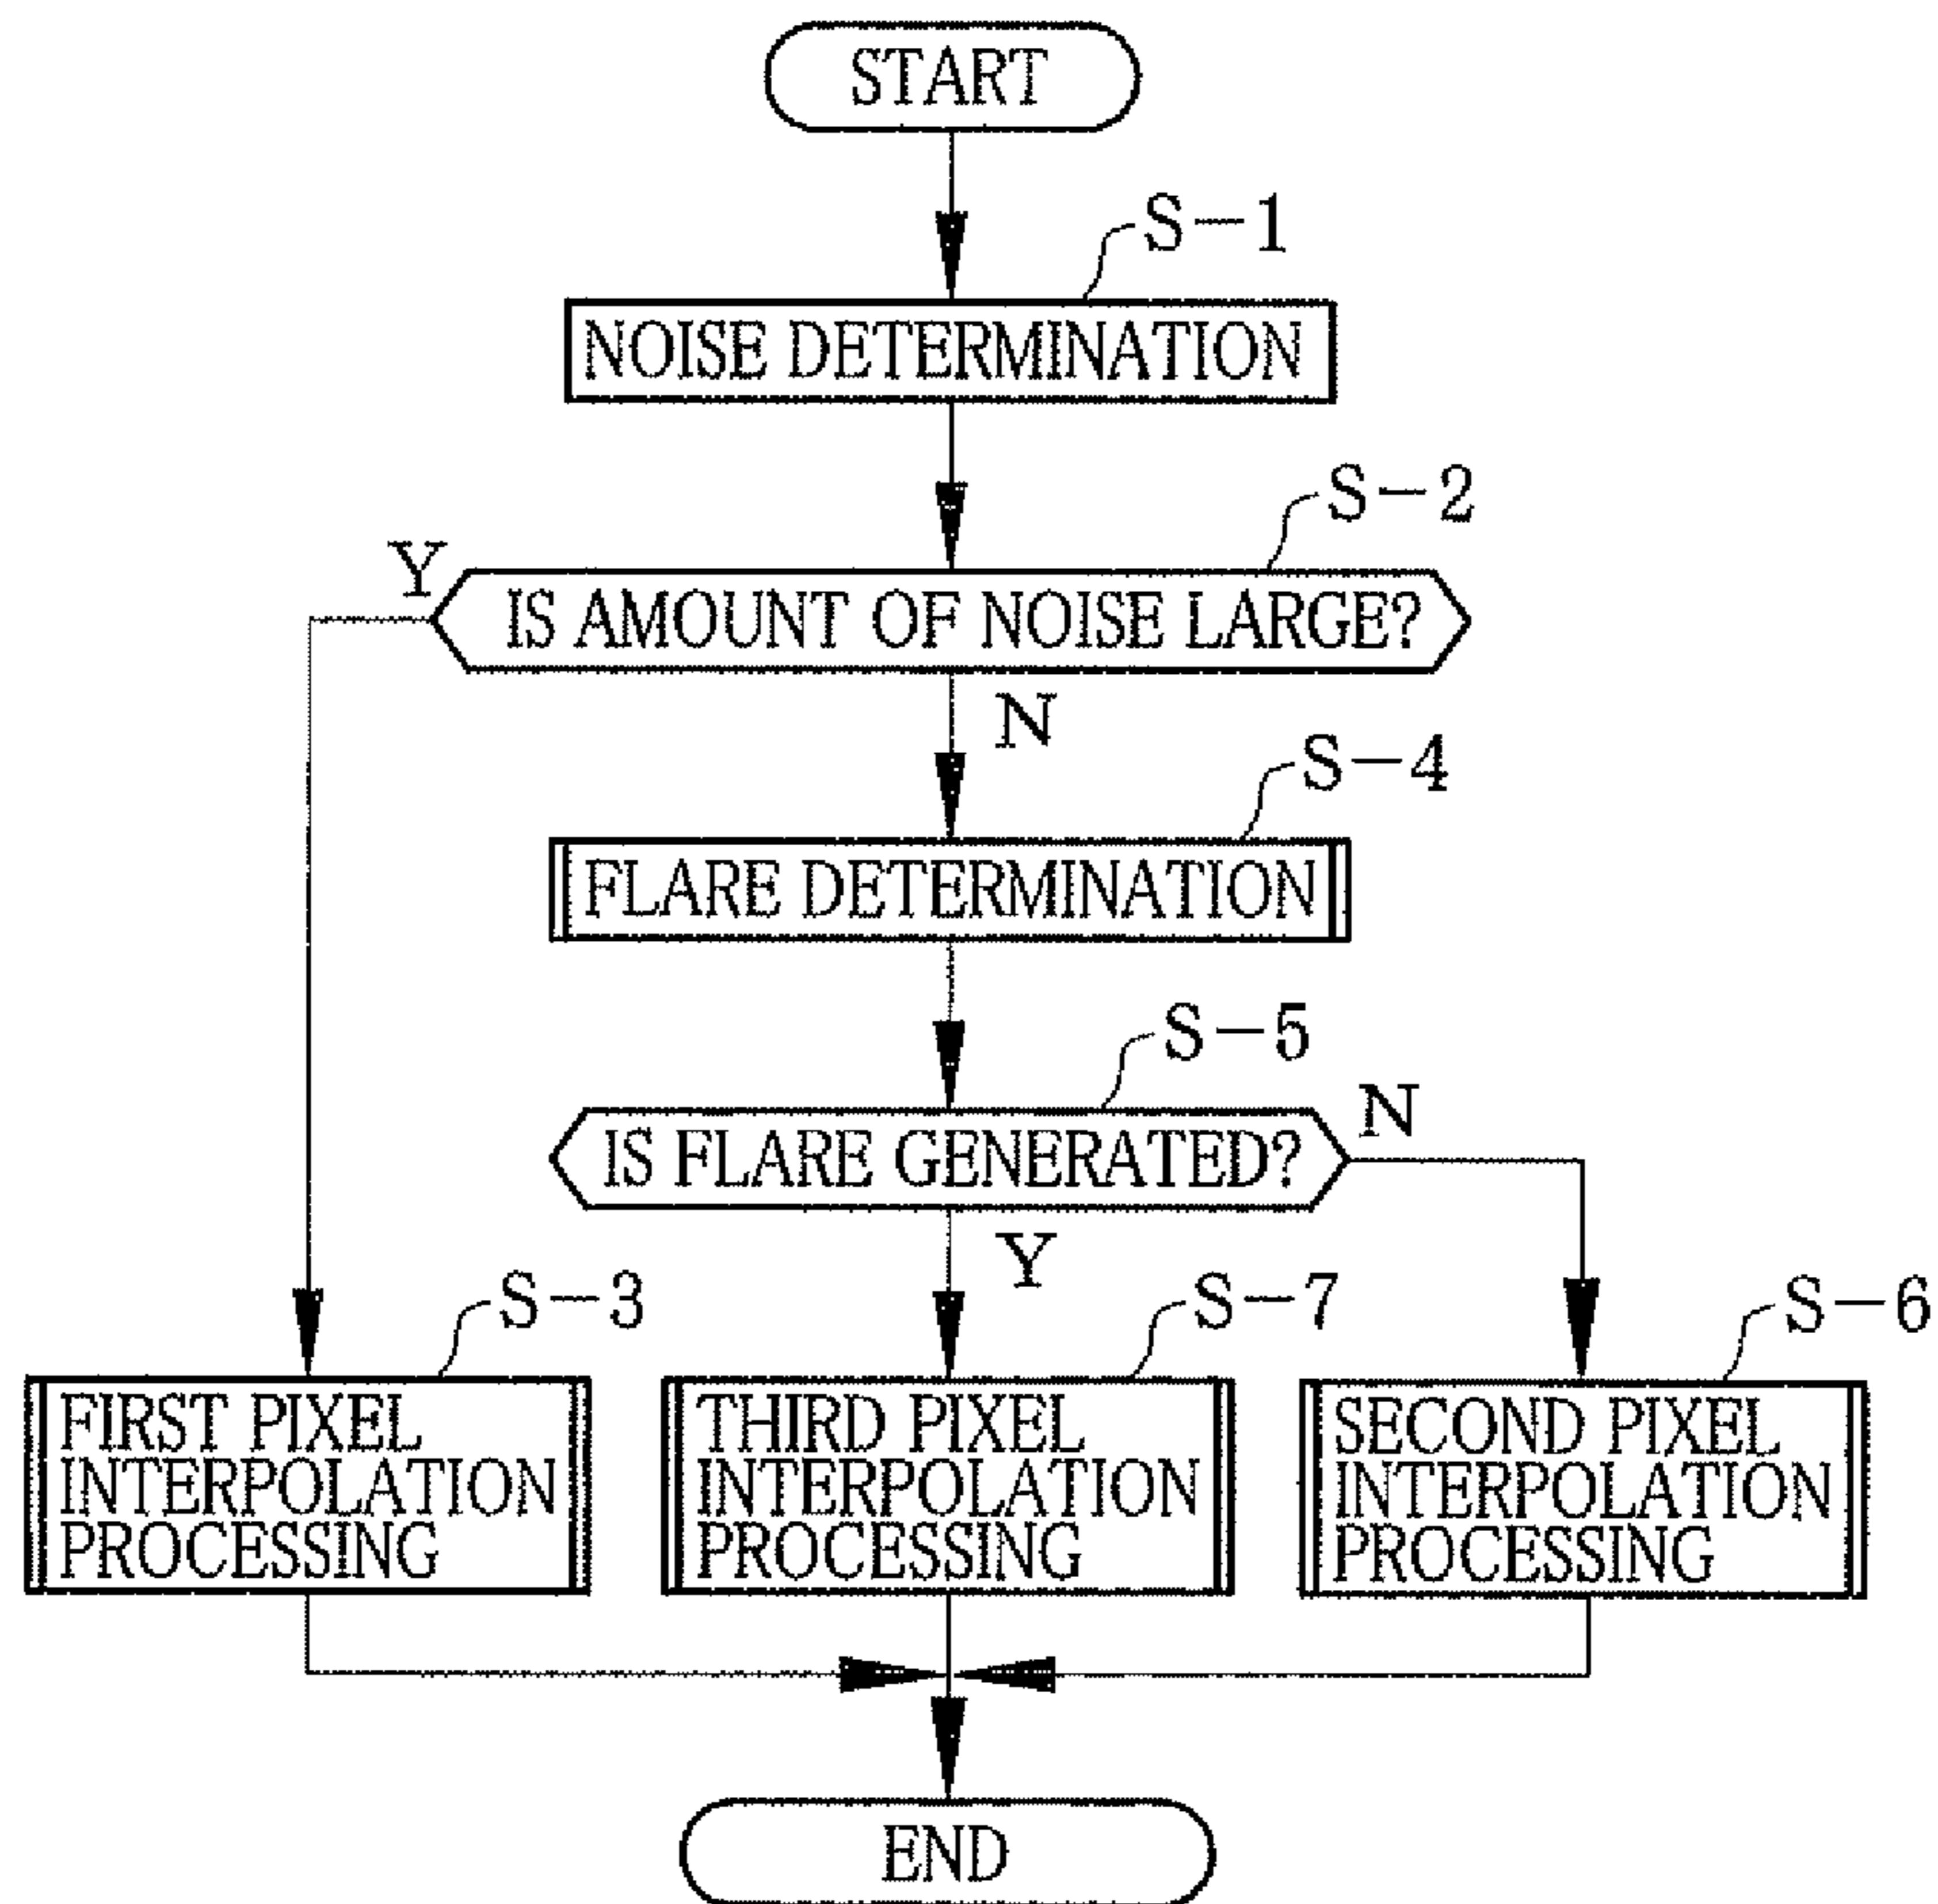 START
S-1
NOISE DETERMINATION
S-2
Y
IS AMOUNT OF NOISE LARGE?
N
S-4
FLARE DETERMINATION
S-5
IS FLARE GENERATED?
N
Y
S-3
FIRST PIXEL
INTERPOLATION
PROCESSING
S-7
THIRD PIXEL
INTERPOLATION
PROCESSING
S-6
SECOND PIXEL
INTERPOLATION
PROCESSING
END